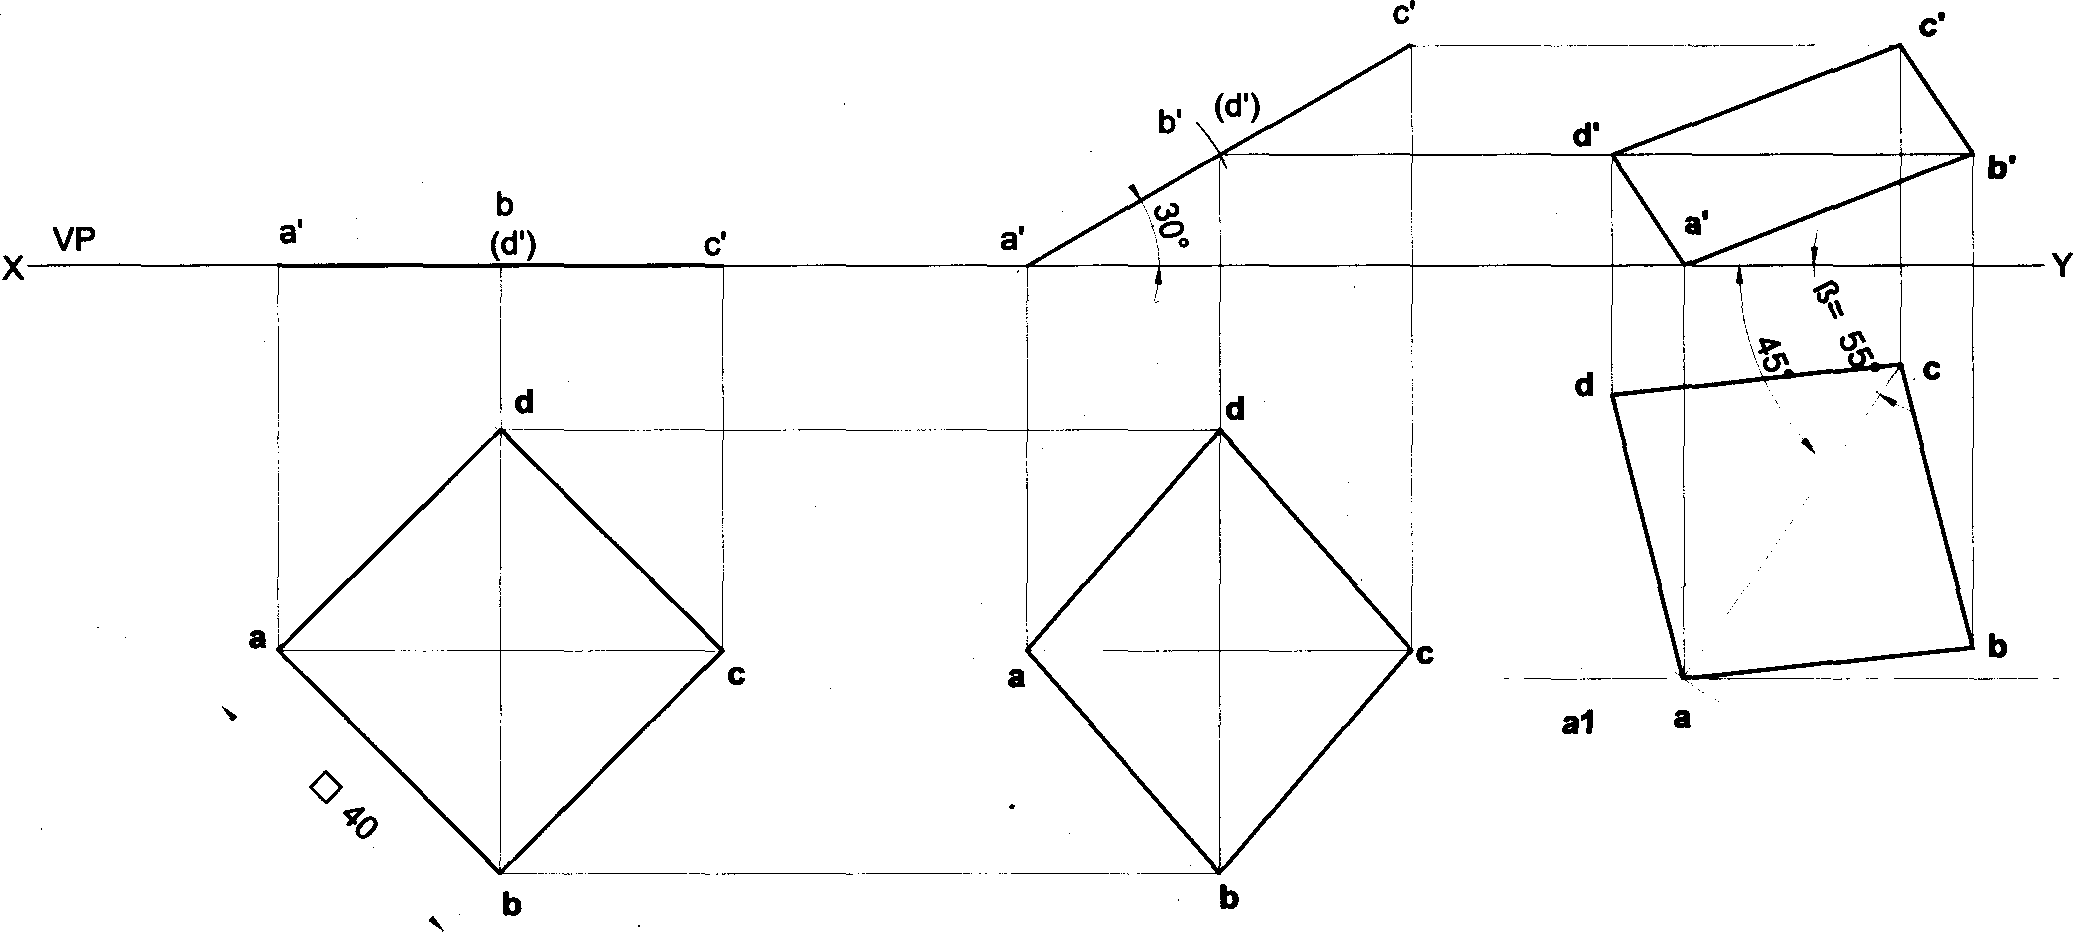 c'
c'
b' (d')
d'
b'
b
a' (d') c'
VP
30°
a'
a'
X
Y
ß= 55°
45°
d
d
d
c
a
a
c
c
b
a1
a
◇ 40
b
b